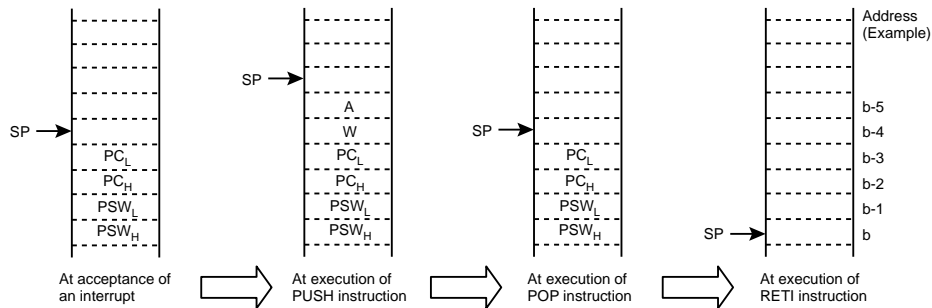 Address
(Example)
SP
A
b-5
SP
W
SP
b-4
PCL
PCL
PCL
b-3
PCH
PCH
PCH
b-2
PSWL
PSWL
PSWL
b-1
PSWH
PSWH
PSWH
SP
b
At acceptance of
an interrupt
At execution of
PUSH instruction
At execution of
POP instruction
At execution of
RETI instruction